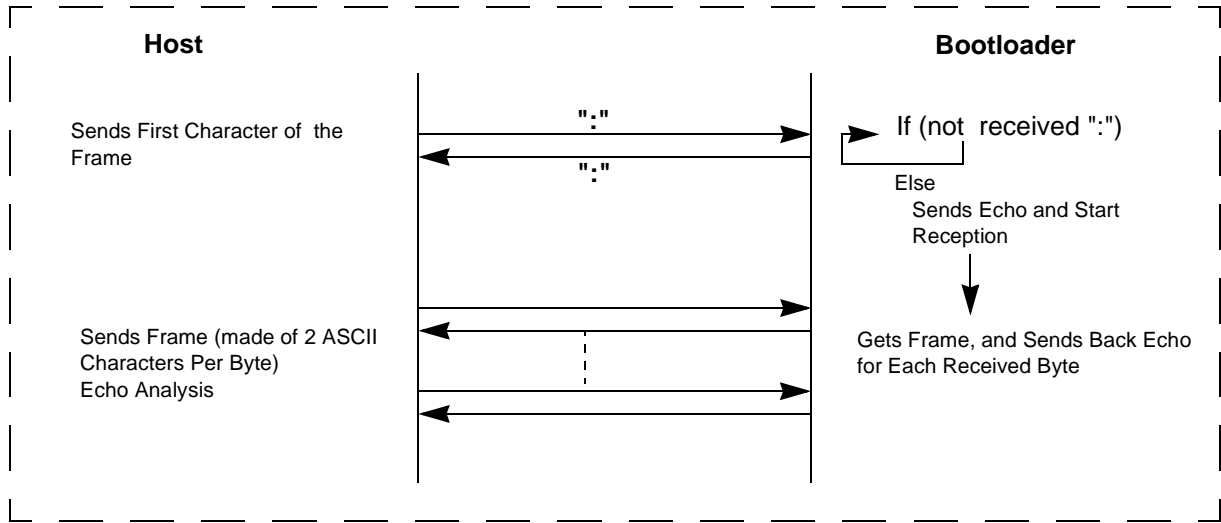 Host
Bootloader
Sends First Character of the
Frame
":"
":"
If (not received ":")
Else
Sends Echo and Start
Reception
Sends Frame (made of 2 ASCII
Characters Per Byte)
Echo Analysis
Gets Frame, and Sends Back Echo
for Each Received Byte